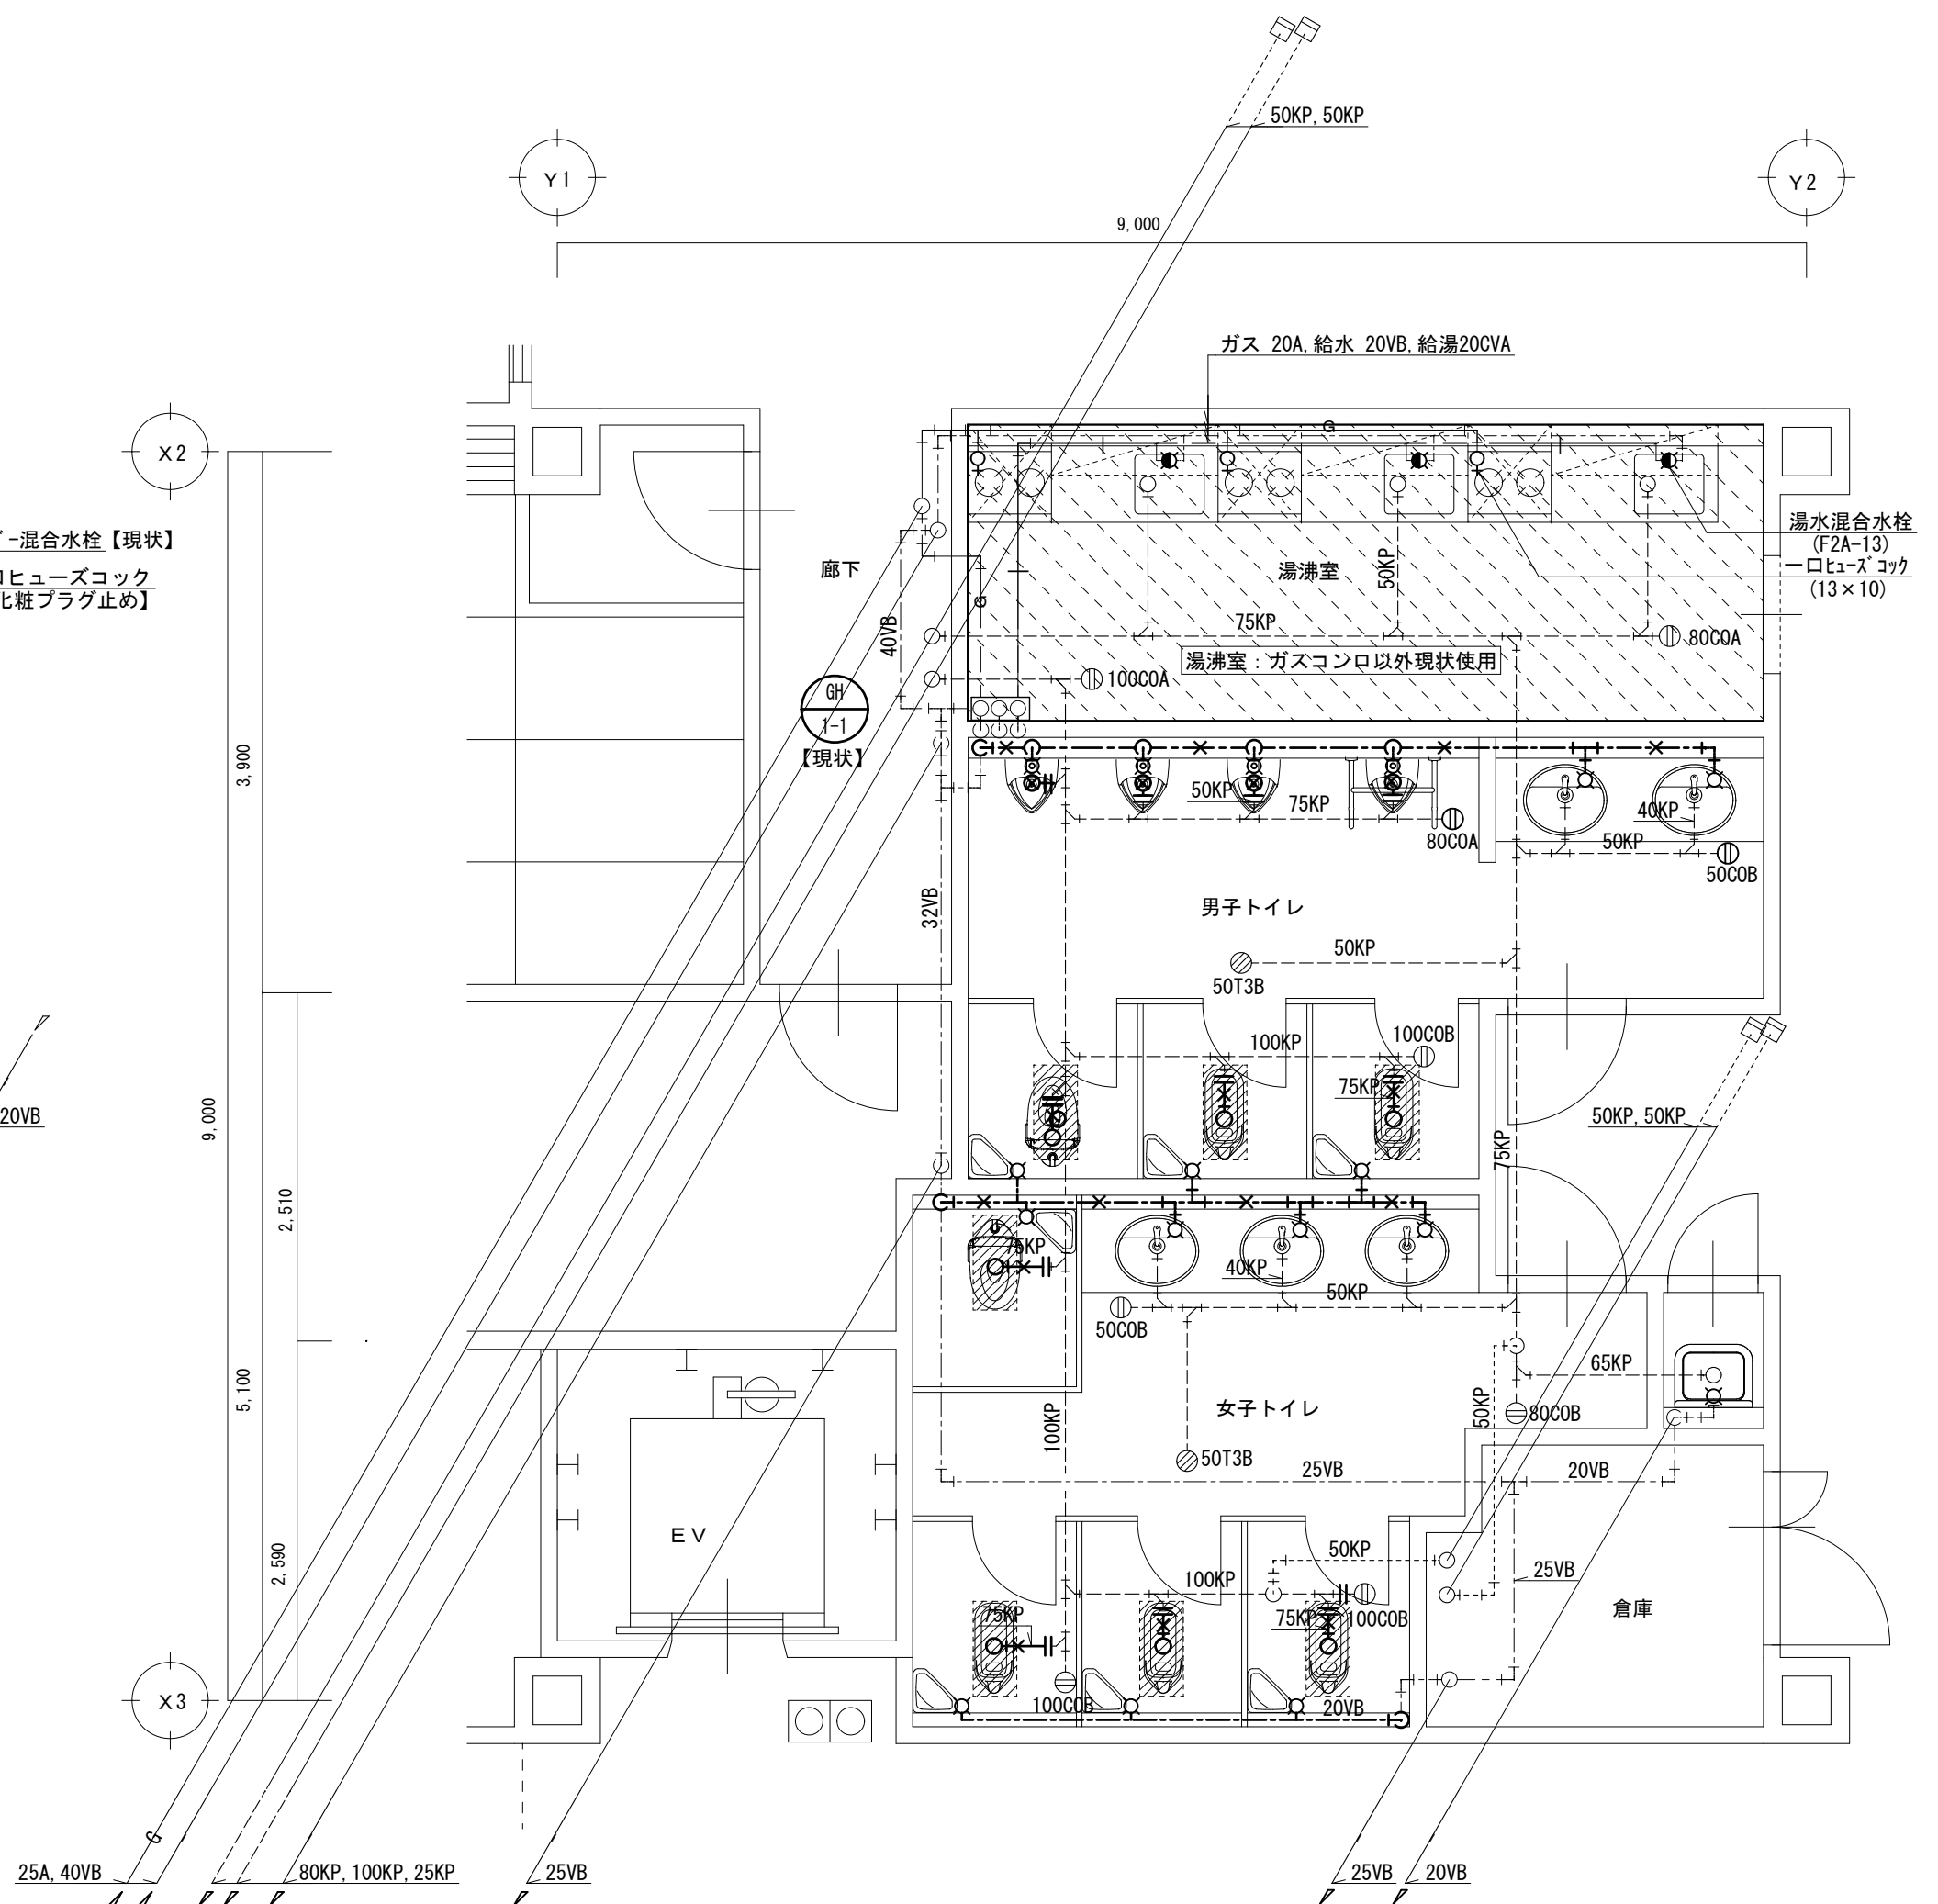 50KP, 50KP
Y1
Y2
9,000
ガス 20A, 給水 20VB, 給湯20CVA
X2
G
混合水栓【現状】
ロヒューズコック
化粧プラグ止め】
廊下
湯水混合水栓
(F2A-13)
一口ヒューズコック
(13×10)
湯沸室
50KP
G
40VB
75KP
80COA
湯沸室：ガスコンロ以外現状使用
100COA
GH
1-1
【現状】
3,900
50KP
75KP
40KP
80COA
50KP
50COB
32VB
男子トイレ
50KP
50T3B
100KP
100COB
75KP
20VB
9,000
50KP, 50KP
75KP
2,510
75KP
40KP
50KP
50COB
65KP
5,100
女子トイレ
50KP
80COB
100KP
50T3B
25VB
20VB
EV
2,590
50KP
100KP
25VB
75KP
75KP
100COB
倉庫
X3
100COB
20VB
G
25A, 40VB
80KP, 100KP, 25KP
25VB
25VB
20VB